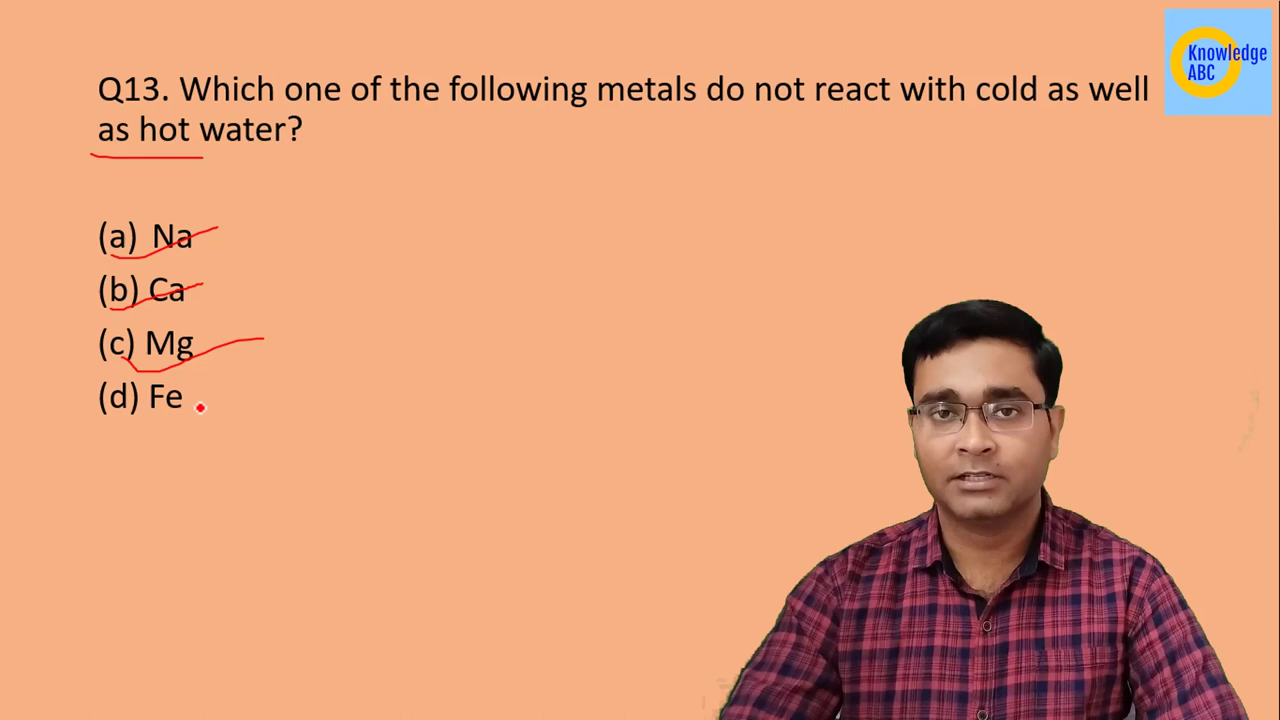 Knowledge
ABC
Q13. Which one of the following metals do not react with cold as well
as hot water?
(a) Na
(b) Ca
(c) Mg
(d) Fe